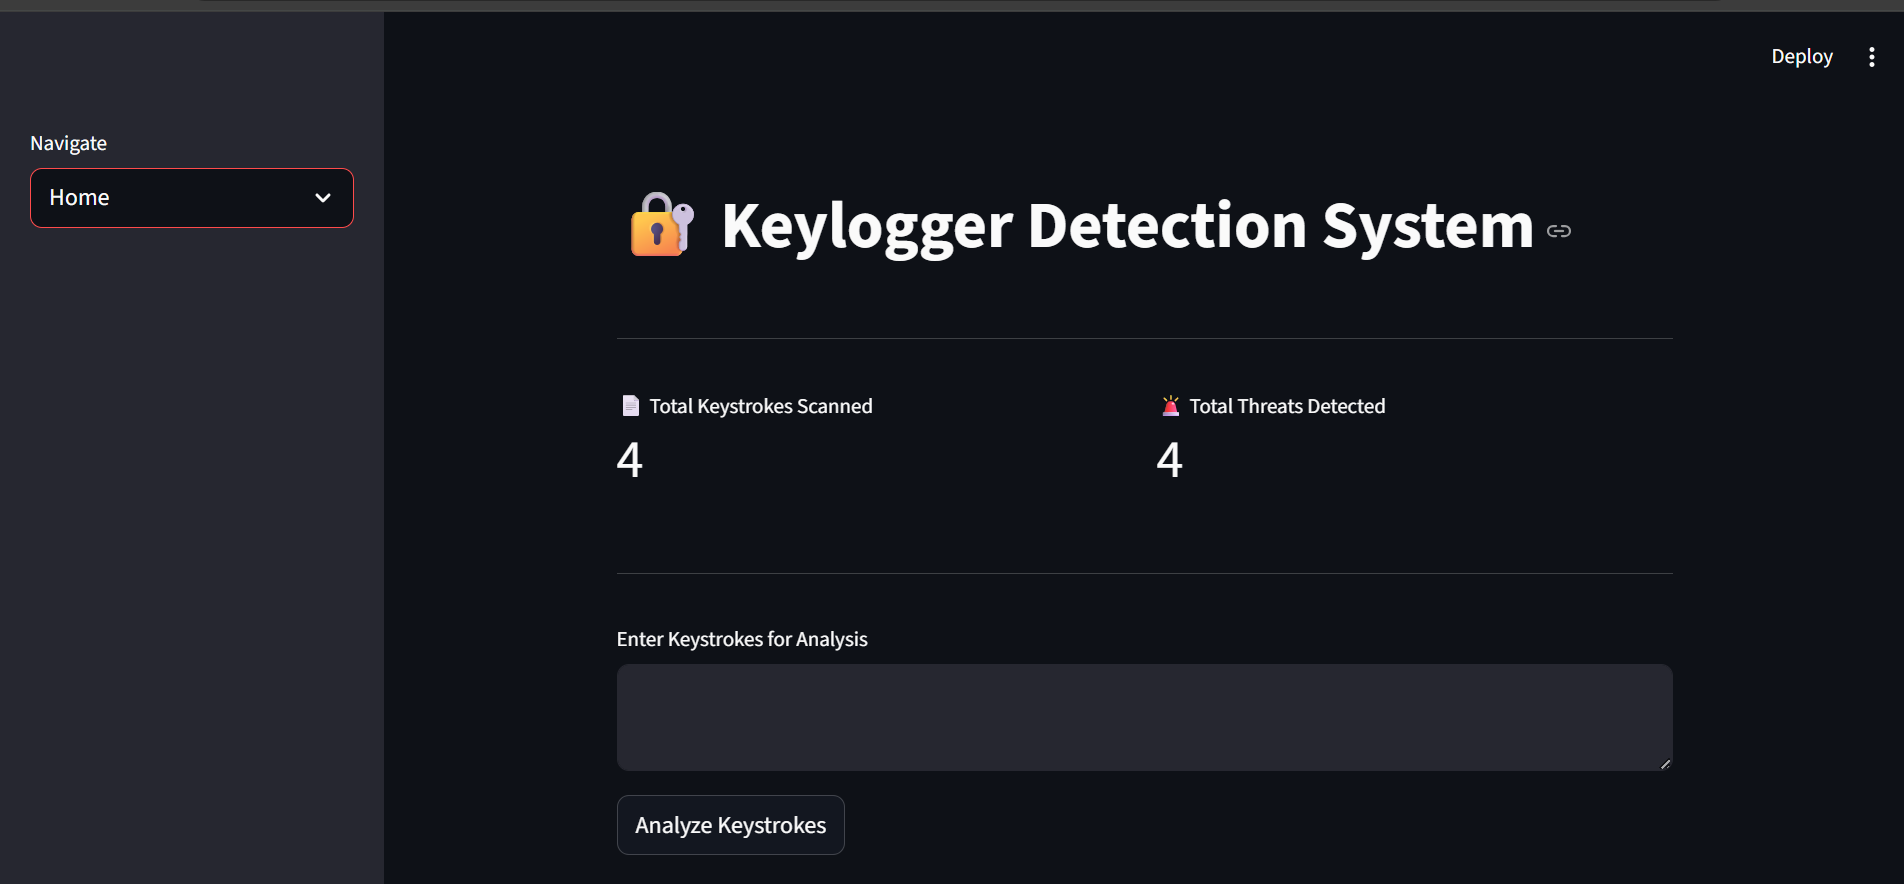 Deploy
Navigate
Home
Keylogger Detection System
Total Keystrokes Scanned
4
Total Threats Detected
4
Enter Keystrokes for Analysis
Analyze Keystrokes